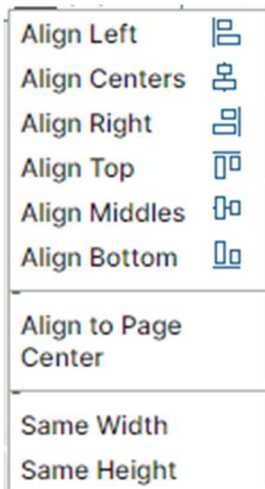 Align Left
Align Centers
Align Right
Align Top
Align Middles
Align Bottom
Align to Page
Center
Same Width
Same Height